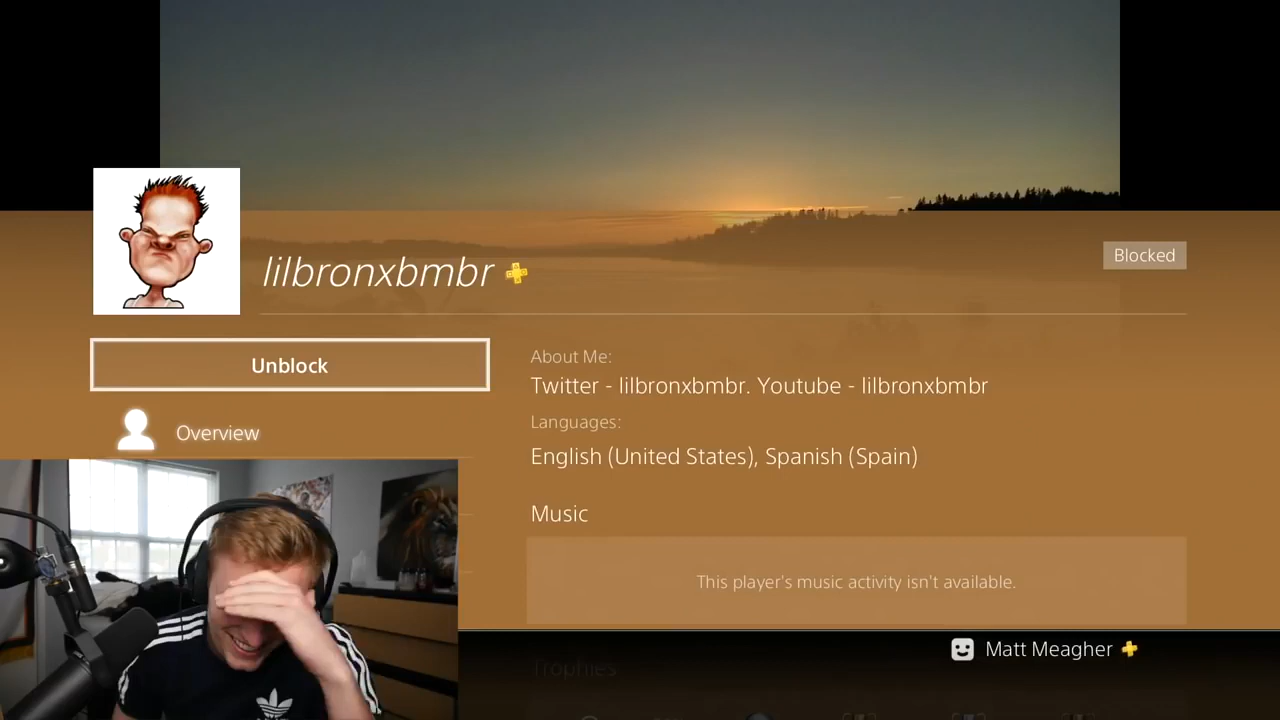 lilbronxbmbr
Blocked
Unblock
About Me:
Twitter - lilbronxbmbr. Youtube - lilbronxbmbr
Languages:
Overview
English (United States), Spanish (Spain)
Music
This player's music activity isn't available.
Matt Meagher
Trophies